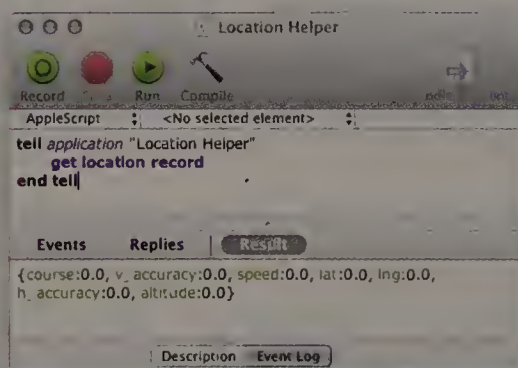 Location Helper
Record Run Compile
AppleScript <No selected element>
tell application "Location Helper"
get location record
end tell
Events Replies Result
{course:0.0, v_accuracy:0.0, speed:0.0, lat:0.0, lng:0.0,
h_accuracy:0.0, altitude:0.0}
Description Event Log